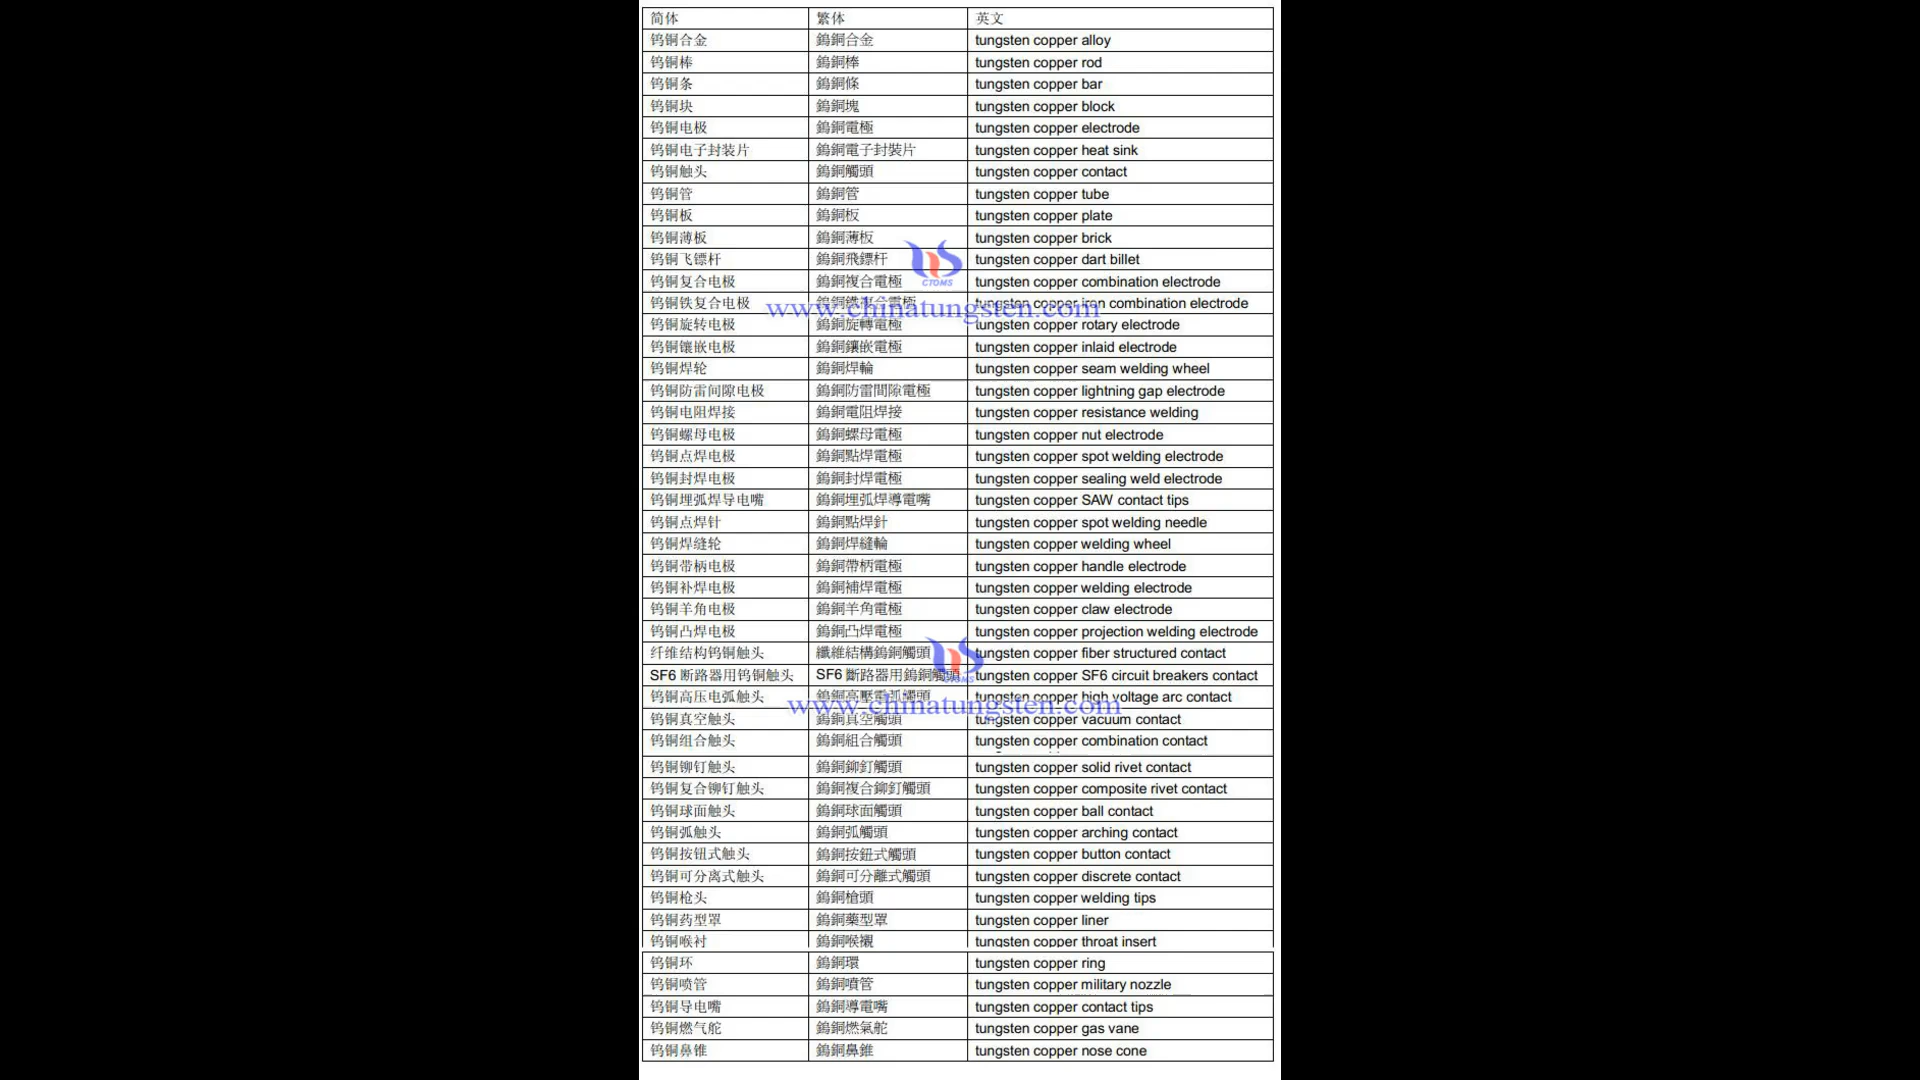 简体 繁体 英文
钨铜合金 鎢銅合金 tungsten copper alloy
钨铜棒 鎢銅棒 tungsten copper rod
钨铜条 鎢銅條 tungsten copper bar
钨铜块 鎢銅塊 tungsten copper block
钨铜电极 鎢銅電極 tungsten copper electrode
钨铜电子封装片 鎢銅電子封裝片 tungsten copper heat sink
钨铜触头 鎢銅觸頭 tungsten copper contact
钨铜管 鎢銅管 tungsten copper tube
钨铜板 鎢銅板 tungsten copper plate
钨铜薄板 鎢銅薄板 tungsten copper brick
钨铜飞镖杆 鎢銅飛鏢杆 tungsten copper dart billet
钨铜复合电极 鎢銅複合電極 tungsten copper combination electrode
CTOMS
钨铜铁复合电极 鎢銅鐵複合電極 tungsten copper iron combination electrode
www.chinatungsten.com
钨铜旋转电极 鎢銅旋轉電極 tungsten copper rotary electrode
钨铜镶嵌电极 鎢銅鑲嵌電極 tungsten copper inlaid electrode
钨铜焊轮 鎢銅焊輪 tungsten copper seam welding wheel
钨铜防雷间隙电极 鎢銅防雷間隙電極 tungsten copper lightning gap electrode
钨铜电阻焊接 鎢銅電阻焊接 tungsten copper resistance welding
钨铜螺母电极 鎢銅螺母電極 tungsten copper nut electrode
钨铜点焊电极 鎢銅點焊電極 tungsten copper spot welding electrode
钨铜封焊电极 鎢銅封焊電極 tungsten copper sealing weld electrode
钨铜埋弧焊导电嘴 鎢銅埋弧焊導電嘴 tungsten copper SAW contact tips
钨铜点焊针 鎢銅點焊針 tungsten copper spot welding needle
钨铜焊缝轮 鎢銅焊縫輪 tungsten copper welding wheel
钨铜带柄电极 鎢銅帶柄電極 tungsten copper handle electrode
钨铜补焊电极 鎢銅補焊電極 tungsten copper welding electrode
钨铜羊角电极 鎢銅羊角電極 tungsten copper claw electrode
钨铜凸焊电极 鎢銅凸焊電極 tungsten copper projection welding electrode
纤维结构钨铜触头 纖維結構鎢銅觸頭 tungsten copper fiber structured contact
SF6 断路器用钨铜触头 SF6 斷路器用鎢銅觸頭 tungsten copper SF6 circuit breakers contact
CTOMS
钨铜高压电弧触头 鎢銅高壓電弧觸頭 tungsten copper high voltage arc contact
www.chinatungsten.com
钨铜真空触头 鎢銅真空觸頭 tungsten copper vacuum contact
钨铜组合触头 鎢銅組合觸頭 tungsten copper combination contact
钨铜铆钉触头 鎢銅鉚釘觸頭 tungsten copper solid rivet contact
钨铜复合铆钉触头 鎢銅複合鉚釘觸頭 tungsten copper composite rivet contact
钨铜球面触头 鎢銅球面觸頭 tungsten copper ball contact
钨铜弧触头 鎢銅弧觸頭 tungsten copper arching contact
钨铜按钮式触头 鎢銅按鈕式觸頭 tungsten copper button contact
钨铜可分离式触头 鎢銅可分離式觸頭 tungsten copper discrete contact
钨铜枪头 鎢銅槍頭 tungsten copper welding tips
钨铜药型罩 鎢銅藥型罩 tungsten copper liner
钨铜喉衬 鎢銅喉襯 tungsten copper throat insert
钨铜环 鎢銅環 tungsten copper ring
钨铜喷管 鎢銅噴管 tungsten copper military nozzle
钨铜导电嘴 鎢銅導電嘴 tungsten copper contact tips
钨铜燃气舵 鎢銅燃氣舵 tungsten copper gas vane
钨铜鼻锥 鎢銅鼻錐 tungsten copper nose cone